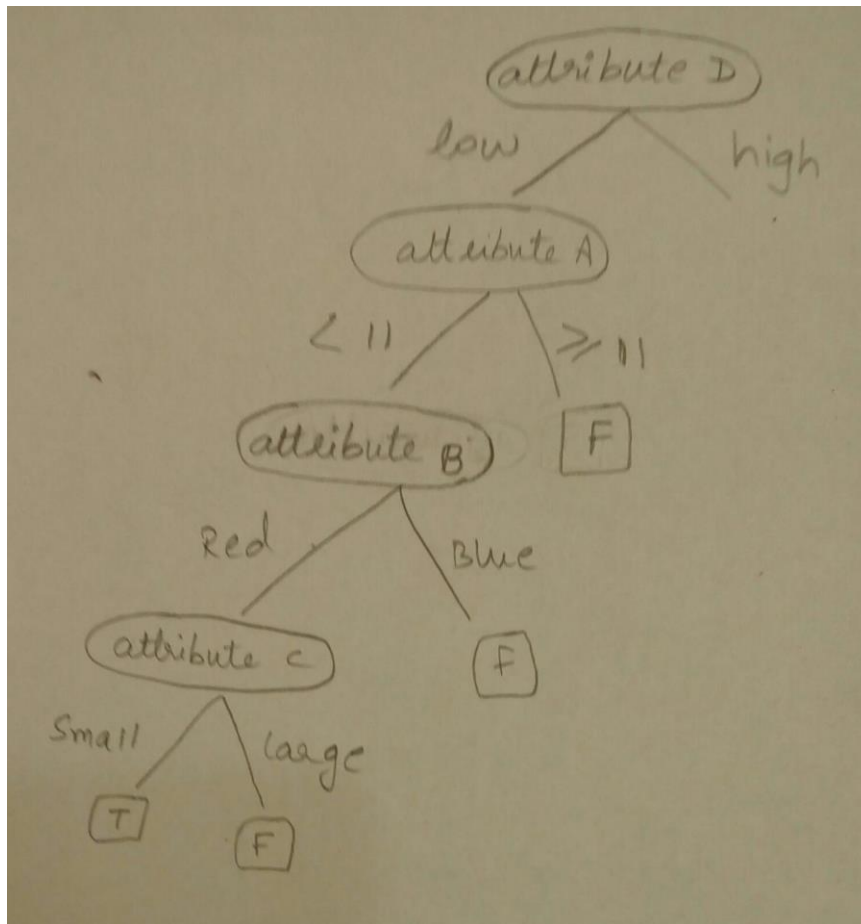 attribute D
low high
attribute A
< 11 ≥ 11
attribute B F
Red Blue
attribute C F
Small Large
T F